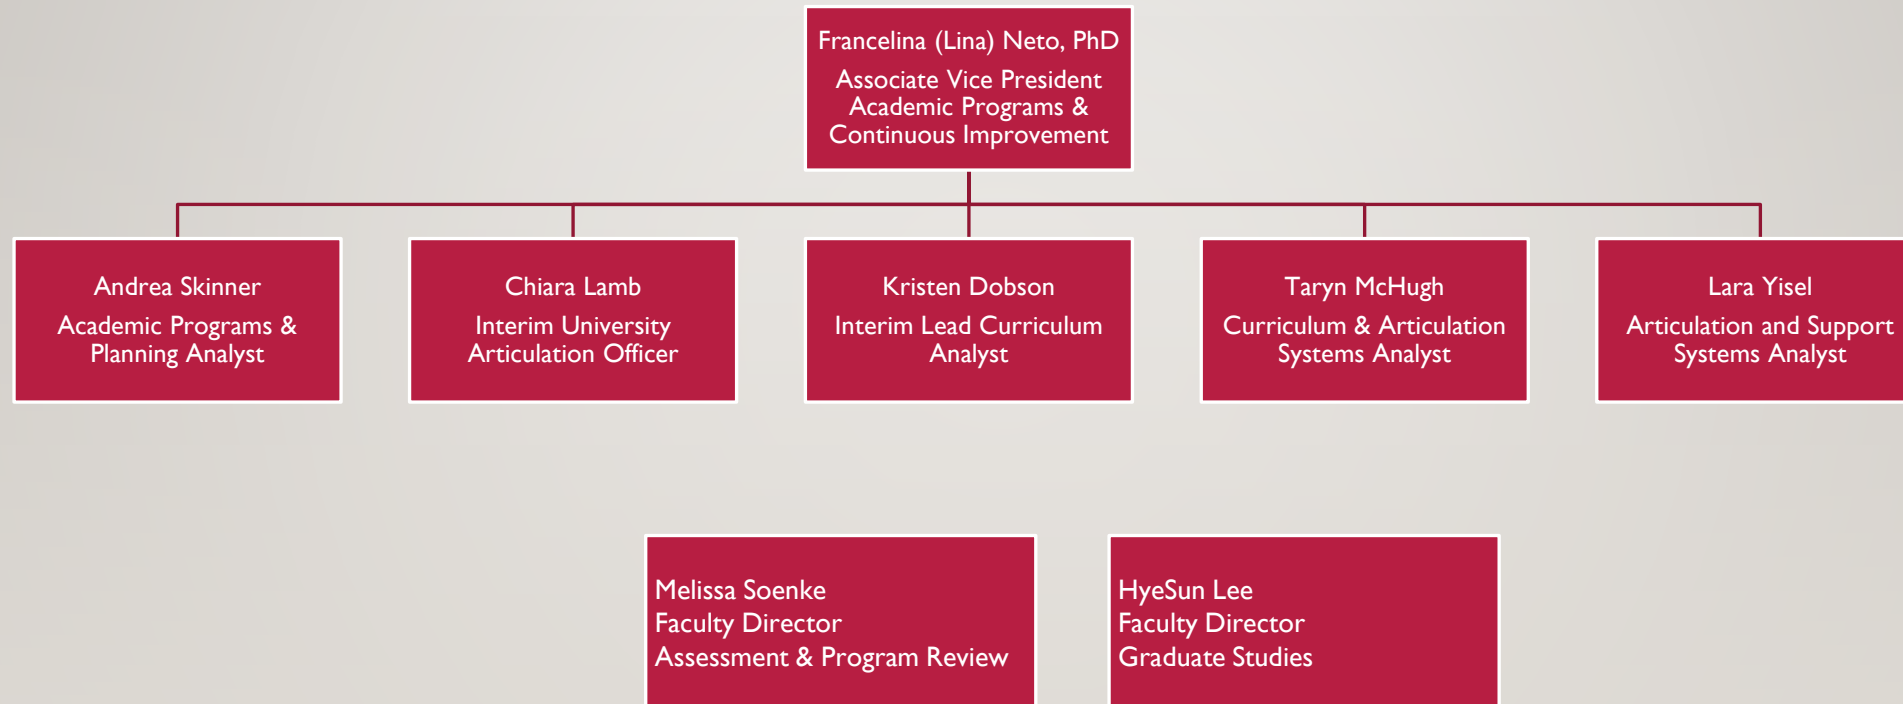 Francelina (Lina) Neto, PhD
Associate Vice President
Academic Programs &
Continuous Improvement
Andrea Skinner
Academic Programs &
Planning Analyst
Chiara Lamb
Interim University
Articulation Officer
Kristen Dobson
Interim Lead Curriculum
Analyst
Taryn McHugh
Curriculum & Articulation
Systems Analyst
Lara Yisel
Articulation and Support
Systems Analyst
Melissa Soenke
Faculty Director
Assessment & Program Review
HyeSun Lee
Faculty Director
Graduate Studies